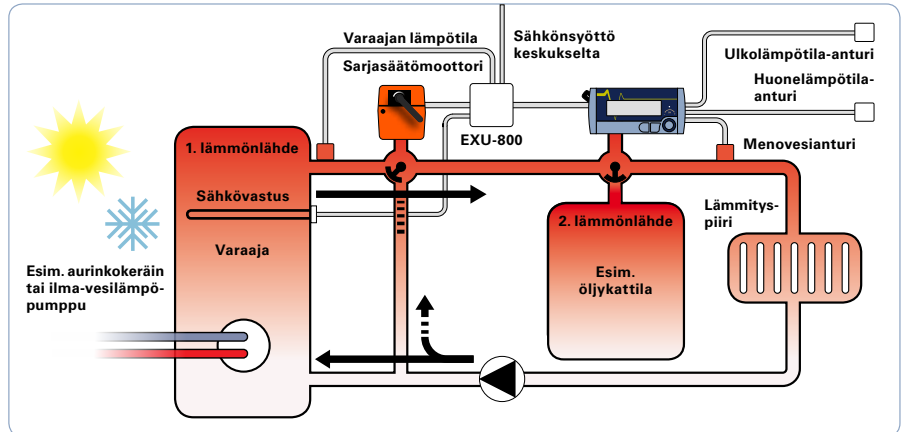 Varaajan lämpötila
Sarjasäätömoottori
Sähkönsyöttö
keskukselta
Ulkolämpötila-anturi
Huonelämpötila-
anturi
EXU-800
Menovesianturi
1. lämmönlähde
Sähkövastus
Varaaja
Esim. aurinkokeräin
tai ilma-vesilämpö-
pumppu
2. lämmönlähde
Esim.
öljykattila
Lämmitys-
piiri